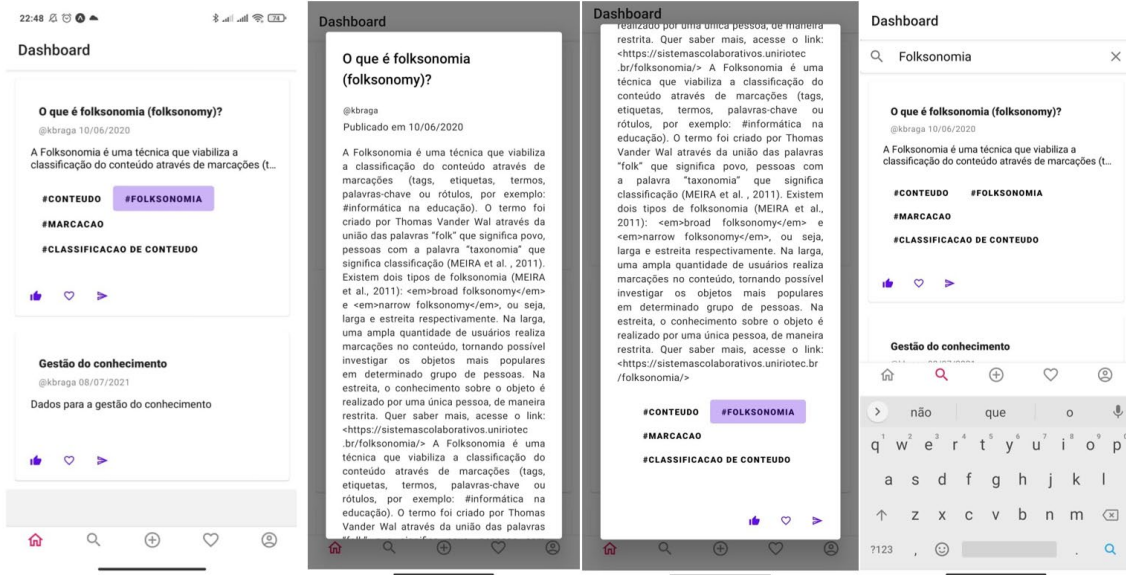 22:48
74
Dashboard
O que é folksonomia (folksonomy)?
@kbraga 10/06/2020
A Folksonomia é uma técnica que viabiliza a
classificação do conteúdo através de marcações (t...
#CONTEUDO #FOLKSONOMIA
#MARCACAO
#CLASSIFICACAO DE CONTEUDO
Gestão do conhecimento
@kbraga 08/07/2021
Dados para a gestão do conhecimento
Dashboard
O que é folksonomia
(folksonomy)?
@kbraga
Publicado em 10/06/2020
A Folksonomia é uma técnica que viabiliza
a classificação do conteúdo através de
marcações (tags, etiquetas, termos,
palavras-chave ou rótulos, por exemplo:
#informática na educação). O termo foi
criado por Thomas Vander Wal através da
união das palavras “folk” que significa povo,
pessoas com a palavra “taxonomia” que
significa classificação (MEIRA et al. , 2011).
Existem dois tipos de folksonomia (MEIRA
et al., 2011): <em>broad folksonomy</em>
e <em>narrow folksonomy</em>, ou seja,
larga e estreita respectivamente. Na larga,
uma ampla quantidade de usuários realiza
marcações no conteúdo, tornando possível
investigar os objetos mais populares
em determinado grupo de pessoas. Na
estreita, o conhecimento sobre o objeto é
realizado por uma única pessoa, de maneira
restrita. Quer saber mais, acesse o link:
<https://sistemascolaborativos.uniriotec
.br/folksonomia/> A Folksonomia é uma
técnica que viabiliza a classificação do
conteúdo através de marcações (tags,
etiquetas, termos, palavras-chave ou
rótulos, por exemplo: #informática na
educação). O termo foi criado por Thomas
Vander Wal através da união das palavras
Dashboard
realizado por uma única pessoa, de maneira
restrita. Quer saber mais, acesse o link:
<https://sistemascolaborativos.uniriotec
.br/folksonomia/> A Folksonomia é uma
técnica que viabiliza a classificação do
conteúdo através de marcações (tags,
etiquetas, termos, palavras-chave ou
rótulos, por exemplo: #informática na
educação). O termo foi criado por Thomas
Vander Wal através da união das palavras
“folk” que significa povo, pessoas com
a palavra “taxonomia” que significa
classificação (MEIRA et al. , 2011). Existem
dois tipos de folksonomia (MEIRA et al.,
2011): <em>broad folksonomy</em> e
<em>narrow folksonomy</em>, ou seja,
larga e estreita respectivamente. Na larga,
uma ampla quantidade de usuários realiza
marcações no conteúdo, tornando possível
investigar os objetos mais populares
em determinado grupo de pessoas. Na
estreita, o conhecimento sobre o objeto é
realizado por uma única pessoa, de maneira
restrita. Quer saber mais, acesse o link:
<https://sistemascolaborativos.uniriotec.br
/folksonomia/>
#CONTEUDO #FOLKSONOMIA
#MARCACAO
#CLASSIFICACAO DE CONTEUDO
Dashboard
Folksonomia
O que é folksonomia (folksonomy)?
@kbraga 10/06/2020
A Folksonomia é uma técnica que viabiliza a
classificação do conteúdo através de marcações (t...
#CONTEUDO #FOLKSONOMIA
#MARCACAO
#CLASSIFICACAO DE CONTEUDO
Gestão do conhecimento
não que o
q1 w2 e3 r4 t5 y6 u7 i8 o9 p0
a s d f g h j k l
z x c v b n m
?123 , .